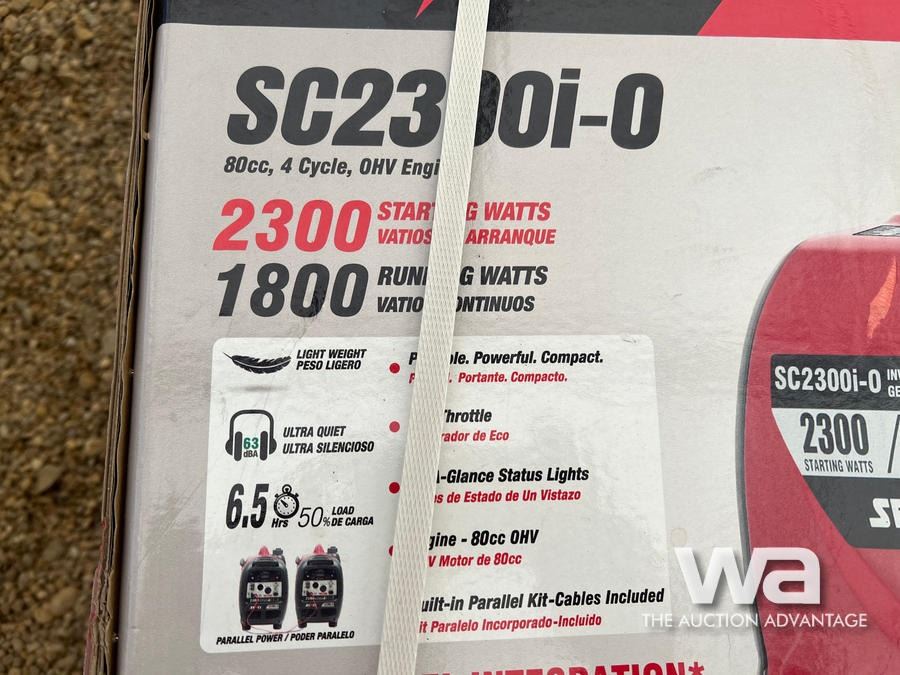 SC2300i-O
80cc, 4 Cycle, OHV Engi
2300 STAR G WATTS
VATIOS ARRANQUE
1800 RUN G WATTS
VATIO ONTINUOS
LIGHT WEIGHT
PESO LIGERO
63
dBA
ULTRA QUIET
ULTRA SILENCIOSO
6.5 Hrs 50% LOAD
DE CARGA
PARALLEL POWER / PODER PARALELO
P ble. Powerful. Compact.
Portante. Compacto.
Throttle
rador de Eco
A-Glance Status Lights
s de Estado de Un Vistazo
gine - 80cc OHV
V Motor de 80cc
uilt-in Parallel Kit-Cables Included
it Paralelo Incorporado-Incluido
INTEGRATION*
SC2300i-O INV
GE
2300 /
STARTING WATTS
wa
THE AUCTION ADVANTAGE